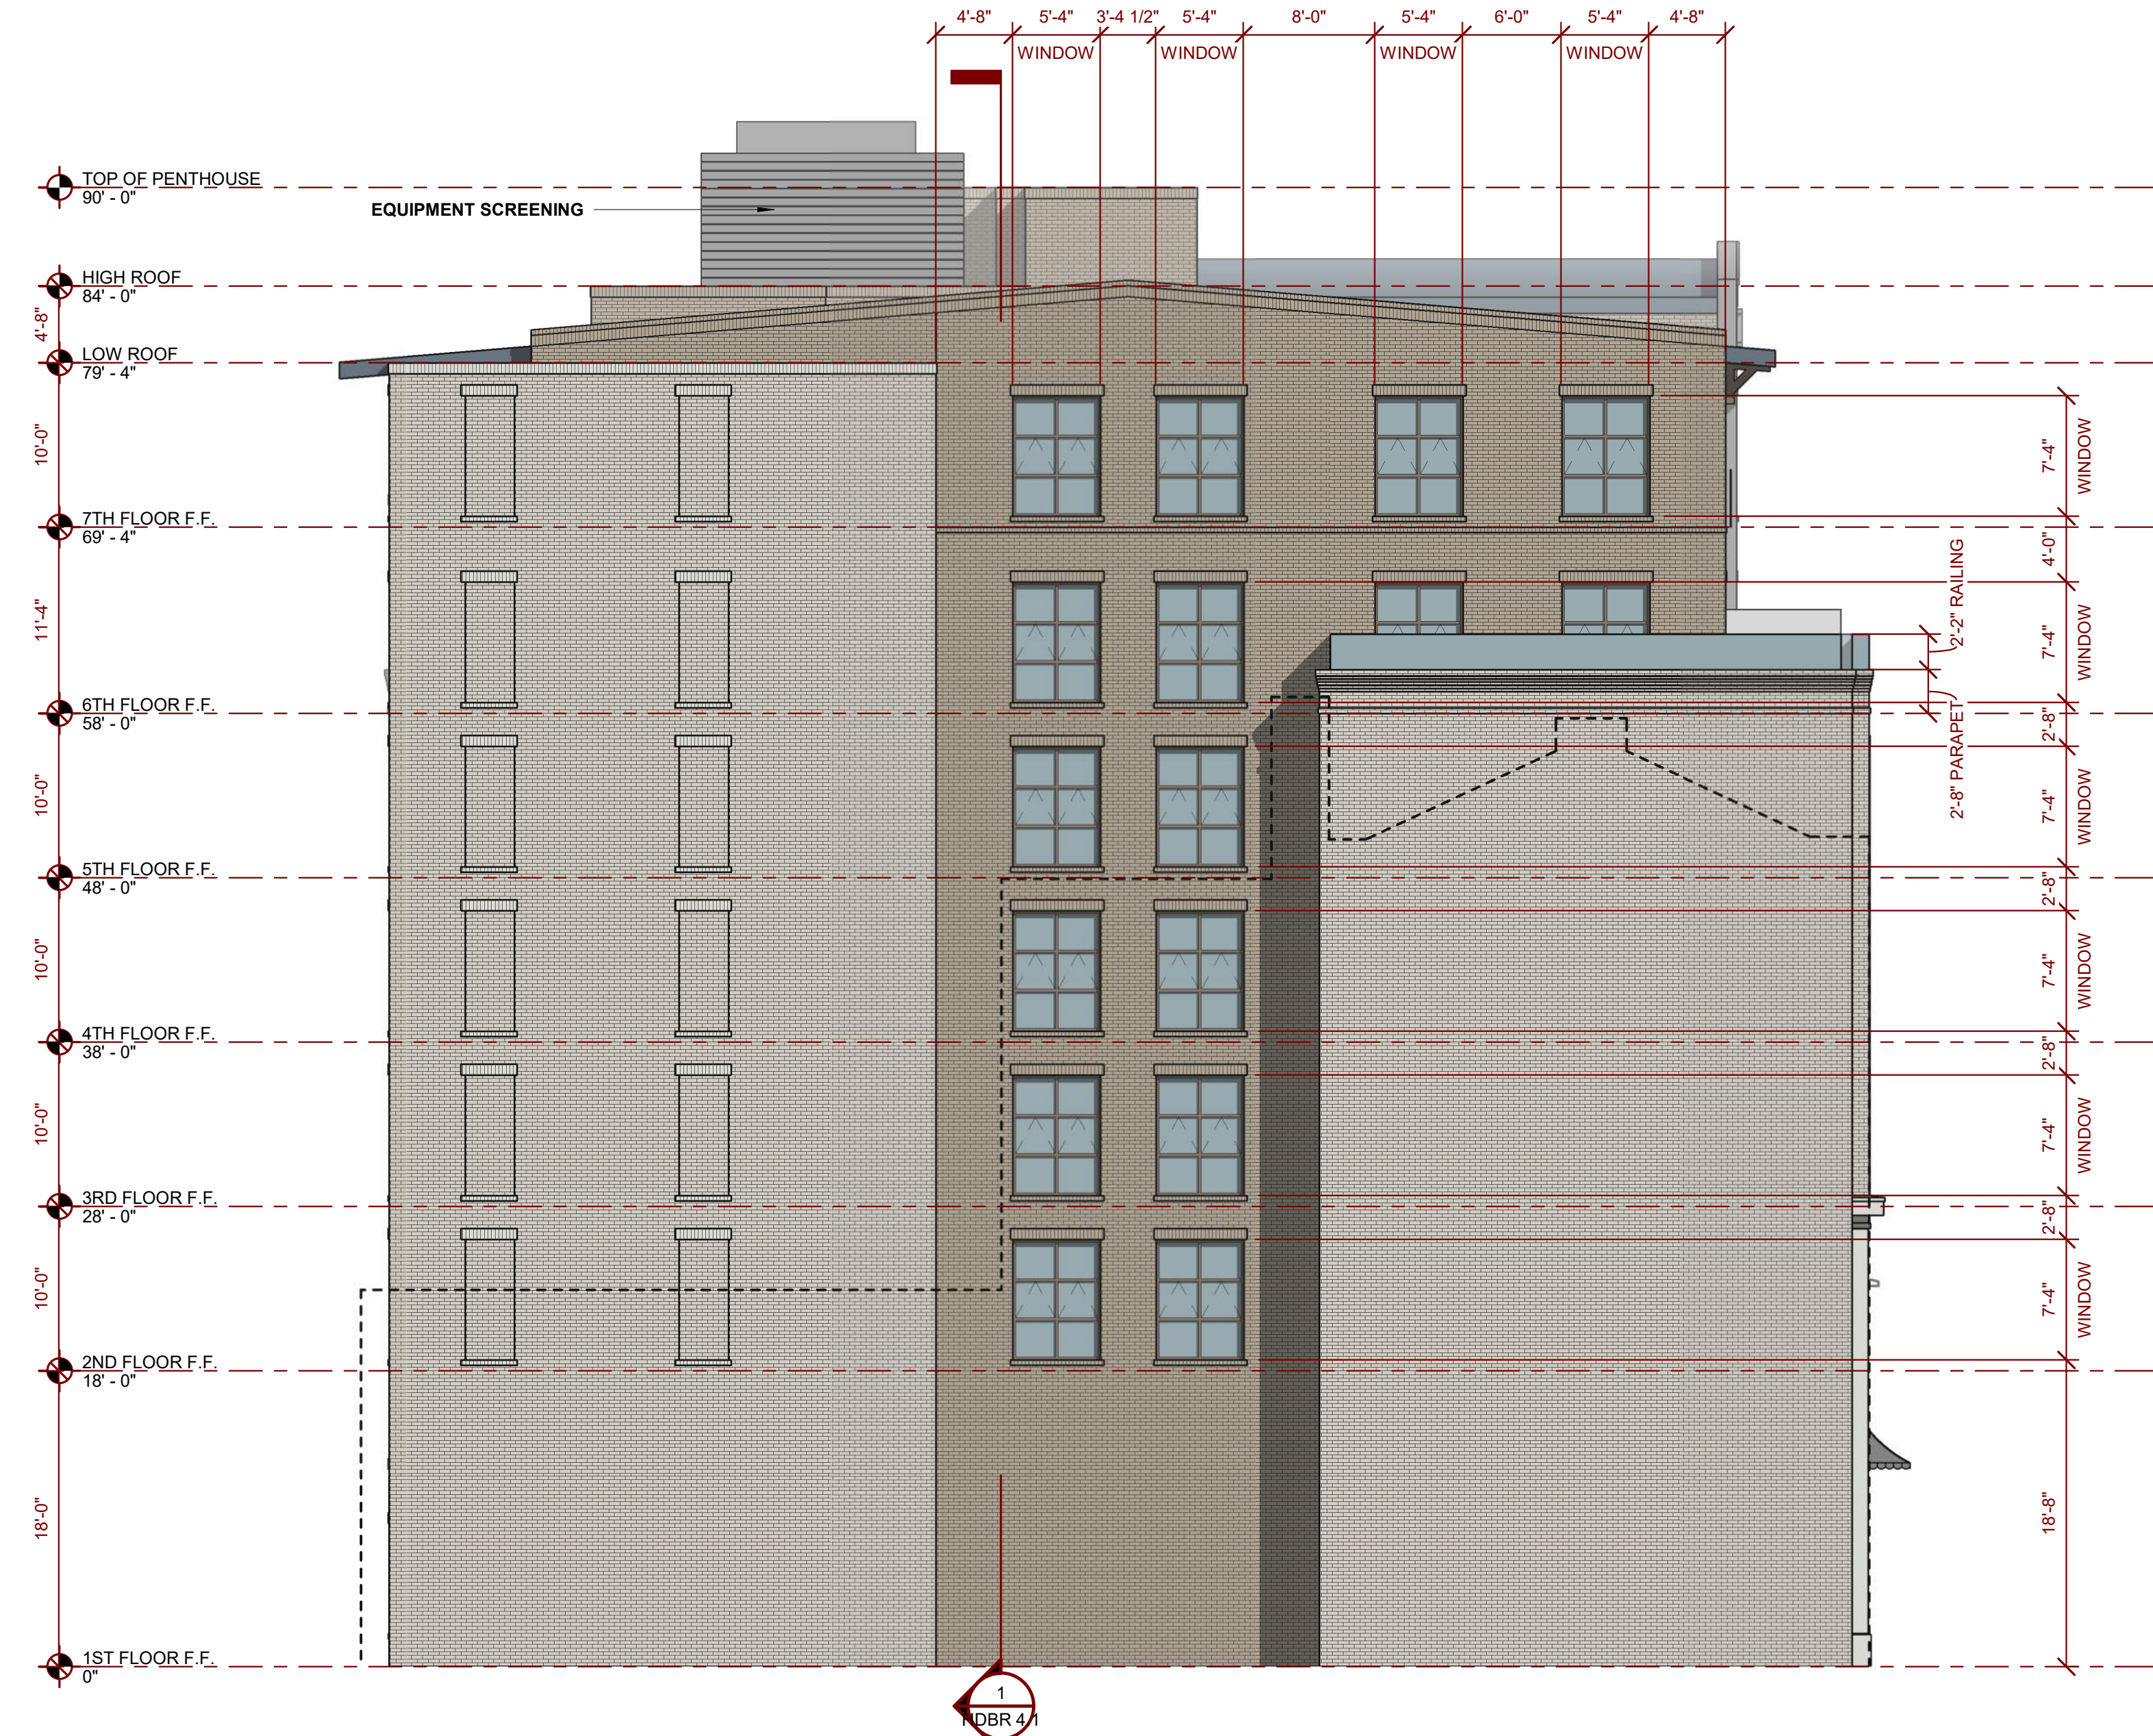 4'-8" 5'-4" 3'-4 1/2" 5'-4" 8'-0" 5'-4" 6'-0" 5'-4" 4'-8"
WINDOW WINDOW WINDOW WINDOW
TOP OF PENTHOUSE
90' - 0"
EQUIPMENT SCREENING
HIGH ROOF
84' - 0"
4'-8"
LOW ROOF
79' - 4"
10'-0"
7TH FLOOR F.F.
69' - 4"
11'-4"
6TH FLOOR F.F.
58' - 0"
10'-0"
5TH FLOOR F.F.
48' - 0"
10'-0"
4TH FLOOR F.F.
38' - 0"
10'-0"
3RD FLOOR F.F.
28' - 0"
10'-0"
2ND FLOOR F.F.
18' - 0"
18'-0"
1ST FLOOR F.F.
0"
7'-4"
WINDOW
4'-0"
2'-2" RAILING
7'-4"
WINDOW
2'-8" PARAPET
2'-8"
7'-4"
WINDOW
2'-8"
7'-4"
WINDOW
2'-8"
7'-4"
WINDOW
2'-8"
7'-4"
WINDOW
18'-8"
1
HDBR 4.1